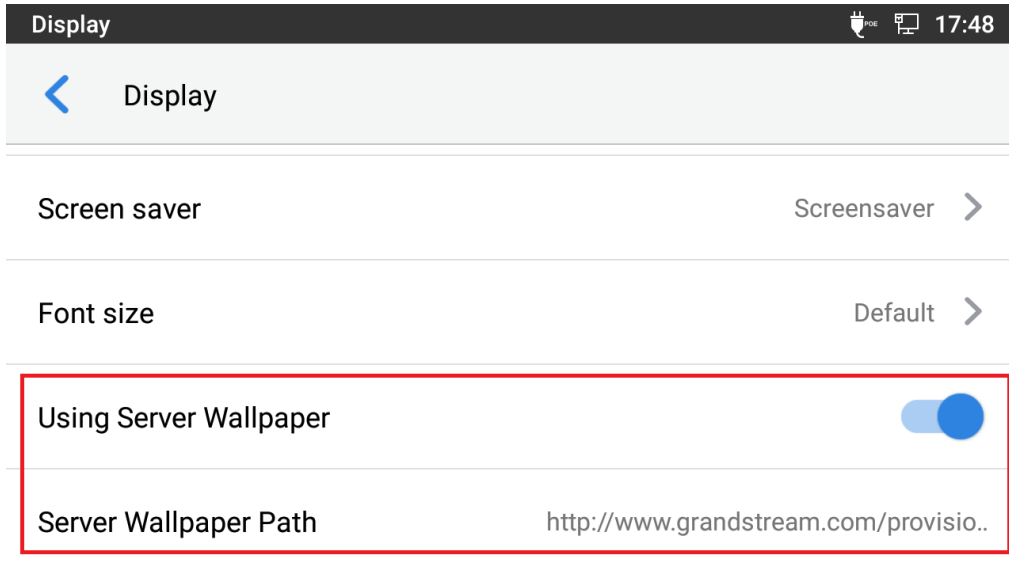 Display
POE 17:48
Display
Screen saver Screensaver
Font size Default
Using Server Wallpaper
Server Wallpaper Path http://www.grandstream.com/provisio..